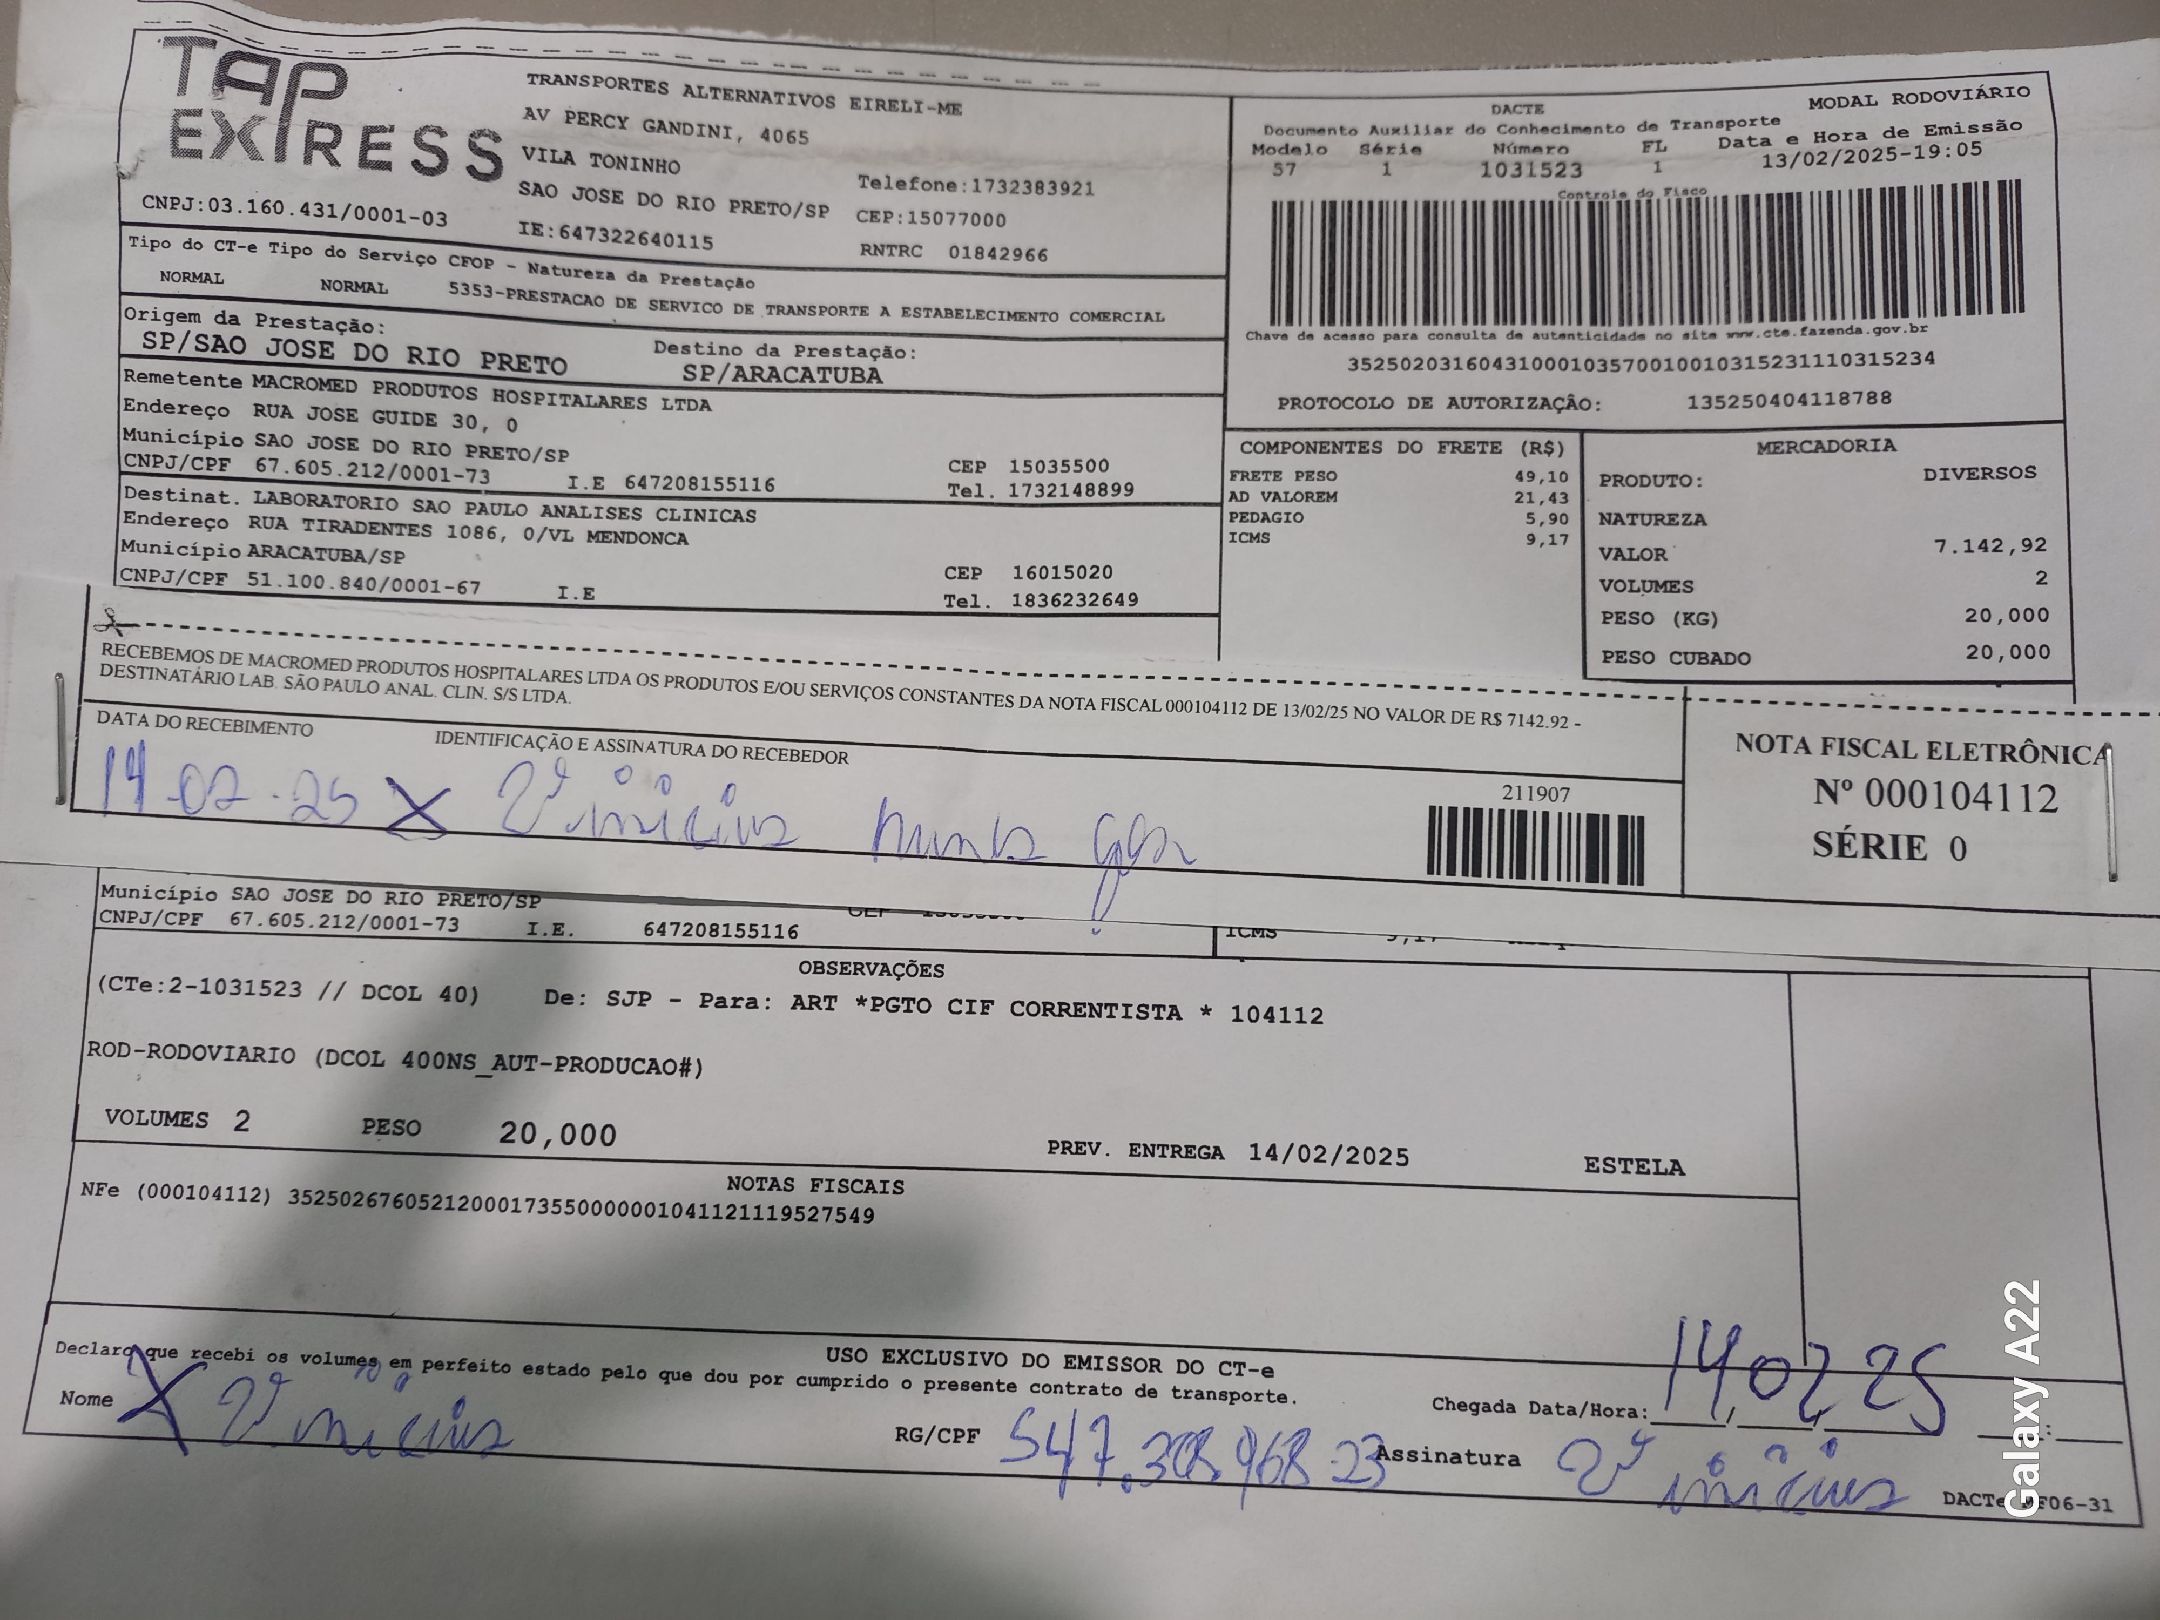 TAP EXPRESS
TRANSPORTES ALTERNATIVOS EIRELI-ME
AV PERCY GANDINI, 4065
VILA TONINHO
SAO JOSE DO RIO PRETO/SP
IE:647322640115
Telefone:1732383921
CEP:15077000
RNTRC 01842966
CNPJ:03.160.431/0001-03
DACTE
MODAL RODOVIÁRIO
Documento Auxiliar do Conhecimento de Transporte
Modelo Série Número FL Data e Hora de Emissão
57 1 1031523 1 13/02/2025-19:05
Controle do Fisco
Chave de acesso para consulta de autenticidade no site www.cte.fazenda.gov.br
35250203160431000103570010010315231110315234
PROTOCOLO DE AUTORIZAÇÃO: 135250404118788
Tipo do CT-e Tipo do Serviço CFOP - Natureza da Prestação
NORMAL NORMAL 5353-PRESTACAO DE SERVICO DE TRANSPORTE A ESTABELECIMENTO COMERCIAL
Origem da Prestação: Destino da Prestação:
SP/SAO JOSE DO RIO PRETO SP/ARACATUBA
Remetente MACROMED PRODUTOS HOSPITALARES LTDA
Endereço RUA JOSE GUIDE 30, 0
Município SAO JOSE DO RIO PRETO/SP CEP 15035500
CNPJ/CPF 67.605.212/0001-73 I.E 647208155116 Tel. 1732148899
Destinat. LABORATORIO SAO PAULO ANALISES CLINICAS
Endereço RUA TIRADENTES 1086, 0/VL MENDONCA
Município ARACATUBA/SP CEP 16015020
CNPJ/CPF 51.100.840/0001-67 I.E Tel. 1836232649
COMPONENTES DO FRETE (R$)
FRETE PESO 49,10
AD VALOREM 21,43
PEDAGIO 5,90
ICMS 9,17
MERCADORIA
PRODUTO: DIVERSOS
NATUREZA
VALOR 7.142,92
VOLUMES 2
PESO (KG) 20,000
PESO CUBADO 20,000
RECEBEMOS DE MACROMED PRODUTOS HOSPITALARES LTDA OS PRODUTOS E/OU SERVIÇOS CONSTANTES DA NOTA FISCAL 000104112 DE 13/02/25 NO VALOR DE R$ 7142.92 -
DESTINATÁRIO LAB. SÃO PAULO ANAL. CLIN. S/S LTDA.
DATA DO RECEBIMENTO IDENTIFICAÇÃO E ASSINATURA DO RECEBEDOR
14-02-25 X Vinicius
211907
NOTA FISCAL ELETRÔNICA
Nº 000104112
SÉRIE 0
Município SAO JOSE DO RIO PRETO/SP
CNPJ/CPF 67.605.212/0001-73 I.E. 647208155116
ICMS
OBSERVAÇÕES
(CTe:2-1031523 // DCOL 40) De: SJP - Para: ART *PGTO CIF CORRENTISTA * 104112
ROD-RODOVIARIO (DCOL 400NS_AUT-PRODUCAO#)
VOLUMES 2 PESO 20,000 PREV. ENTREGA 14/02/2025 ESTELA
NOTAS FISCAIS
NFe (000104112) 35250267605212000173550000001041121119527549
USO EXCLUSIVO DO EMISSOR DO CT-e
Declaro que recebi os volumes em perfeito estado pelo que dou por cumprido o presente contrato de transporte.
Chegada Data/Hora: 14 02 25
Nome X Vinicius RG/CPF 547.308.968-23 Assinatura Vinicius
DACTe MF06-31
Galaxy A22